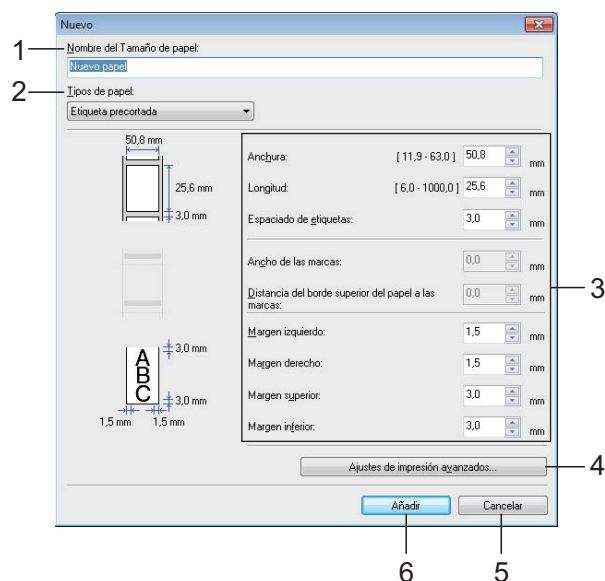 Nuevo
1
Nombre del Tamaño de papel:
Nuevo papel
2
Tipos de papel:
Etiqueta precortada
50,8 mm
25,6 mm
3,0 mm
Anchura: [ 11,9 - 63,0 ] 50,8 mm
Longitud: [ 6,0 - 1000,0 ] 25,6 mm
Espaciado de etiquetas: 3,0 mm
Ancho de las marcas: 0,0 mm
Distancia del borde superior del papel a las
marcas: 0,0 mm
3
Margen izquierdo: 1,5 mm
Margen derecho: 1,5 mm
Margen superior: 3,0 mm
Margen inferior: 3,0 mm
3,0 mm
A
B
C
3,0 mm
1,5 mm 1,5 mm
Ajustes de impresión avanzados...
4
Añadir Cancelar
6 5